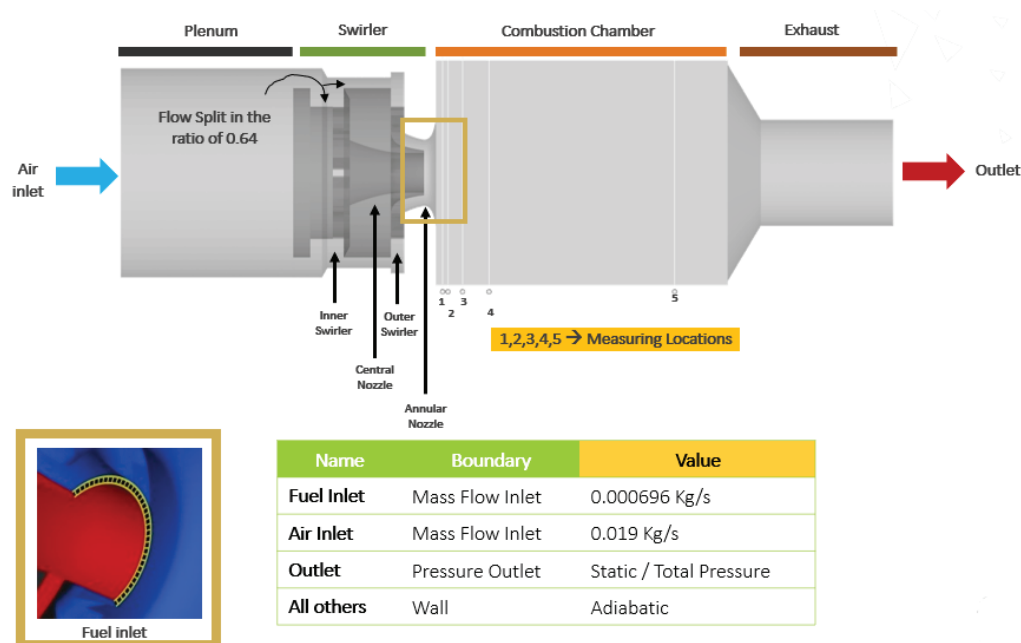 Plenum
Swirler
Combustion Chamber
Exhaust
Flow Split in the
ratio of 0.64
Air
inlet
Outlet
1
2
3
4
5
Inner
Swirler
Outer
Swirler
1,2,3,4,5 → Measuring Locations
Central
Nozzle
Annular
Nozzle
Name Boundary Value
Fuel Inlet Mass Flow Inlet 0.000696 Kg/s
Air Inlet Mass Flow Inlet 0.019 Kg/s
Outlet Pressure Outlet Static / Total Pressure
All others Wall Adiabatic
Fuel inlet